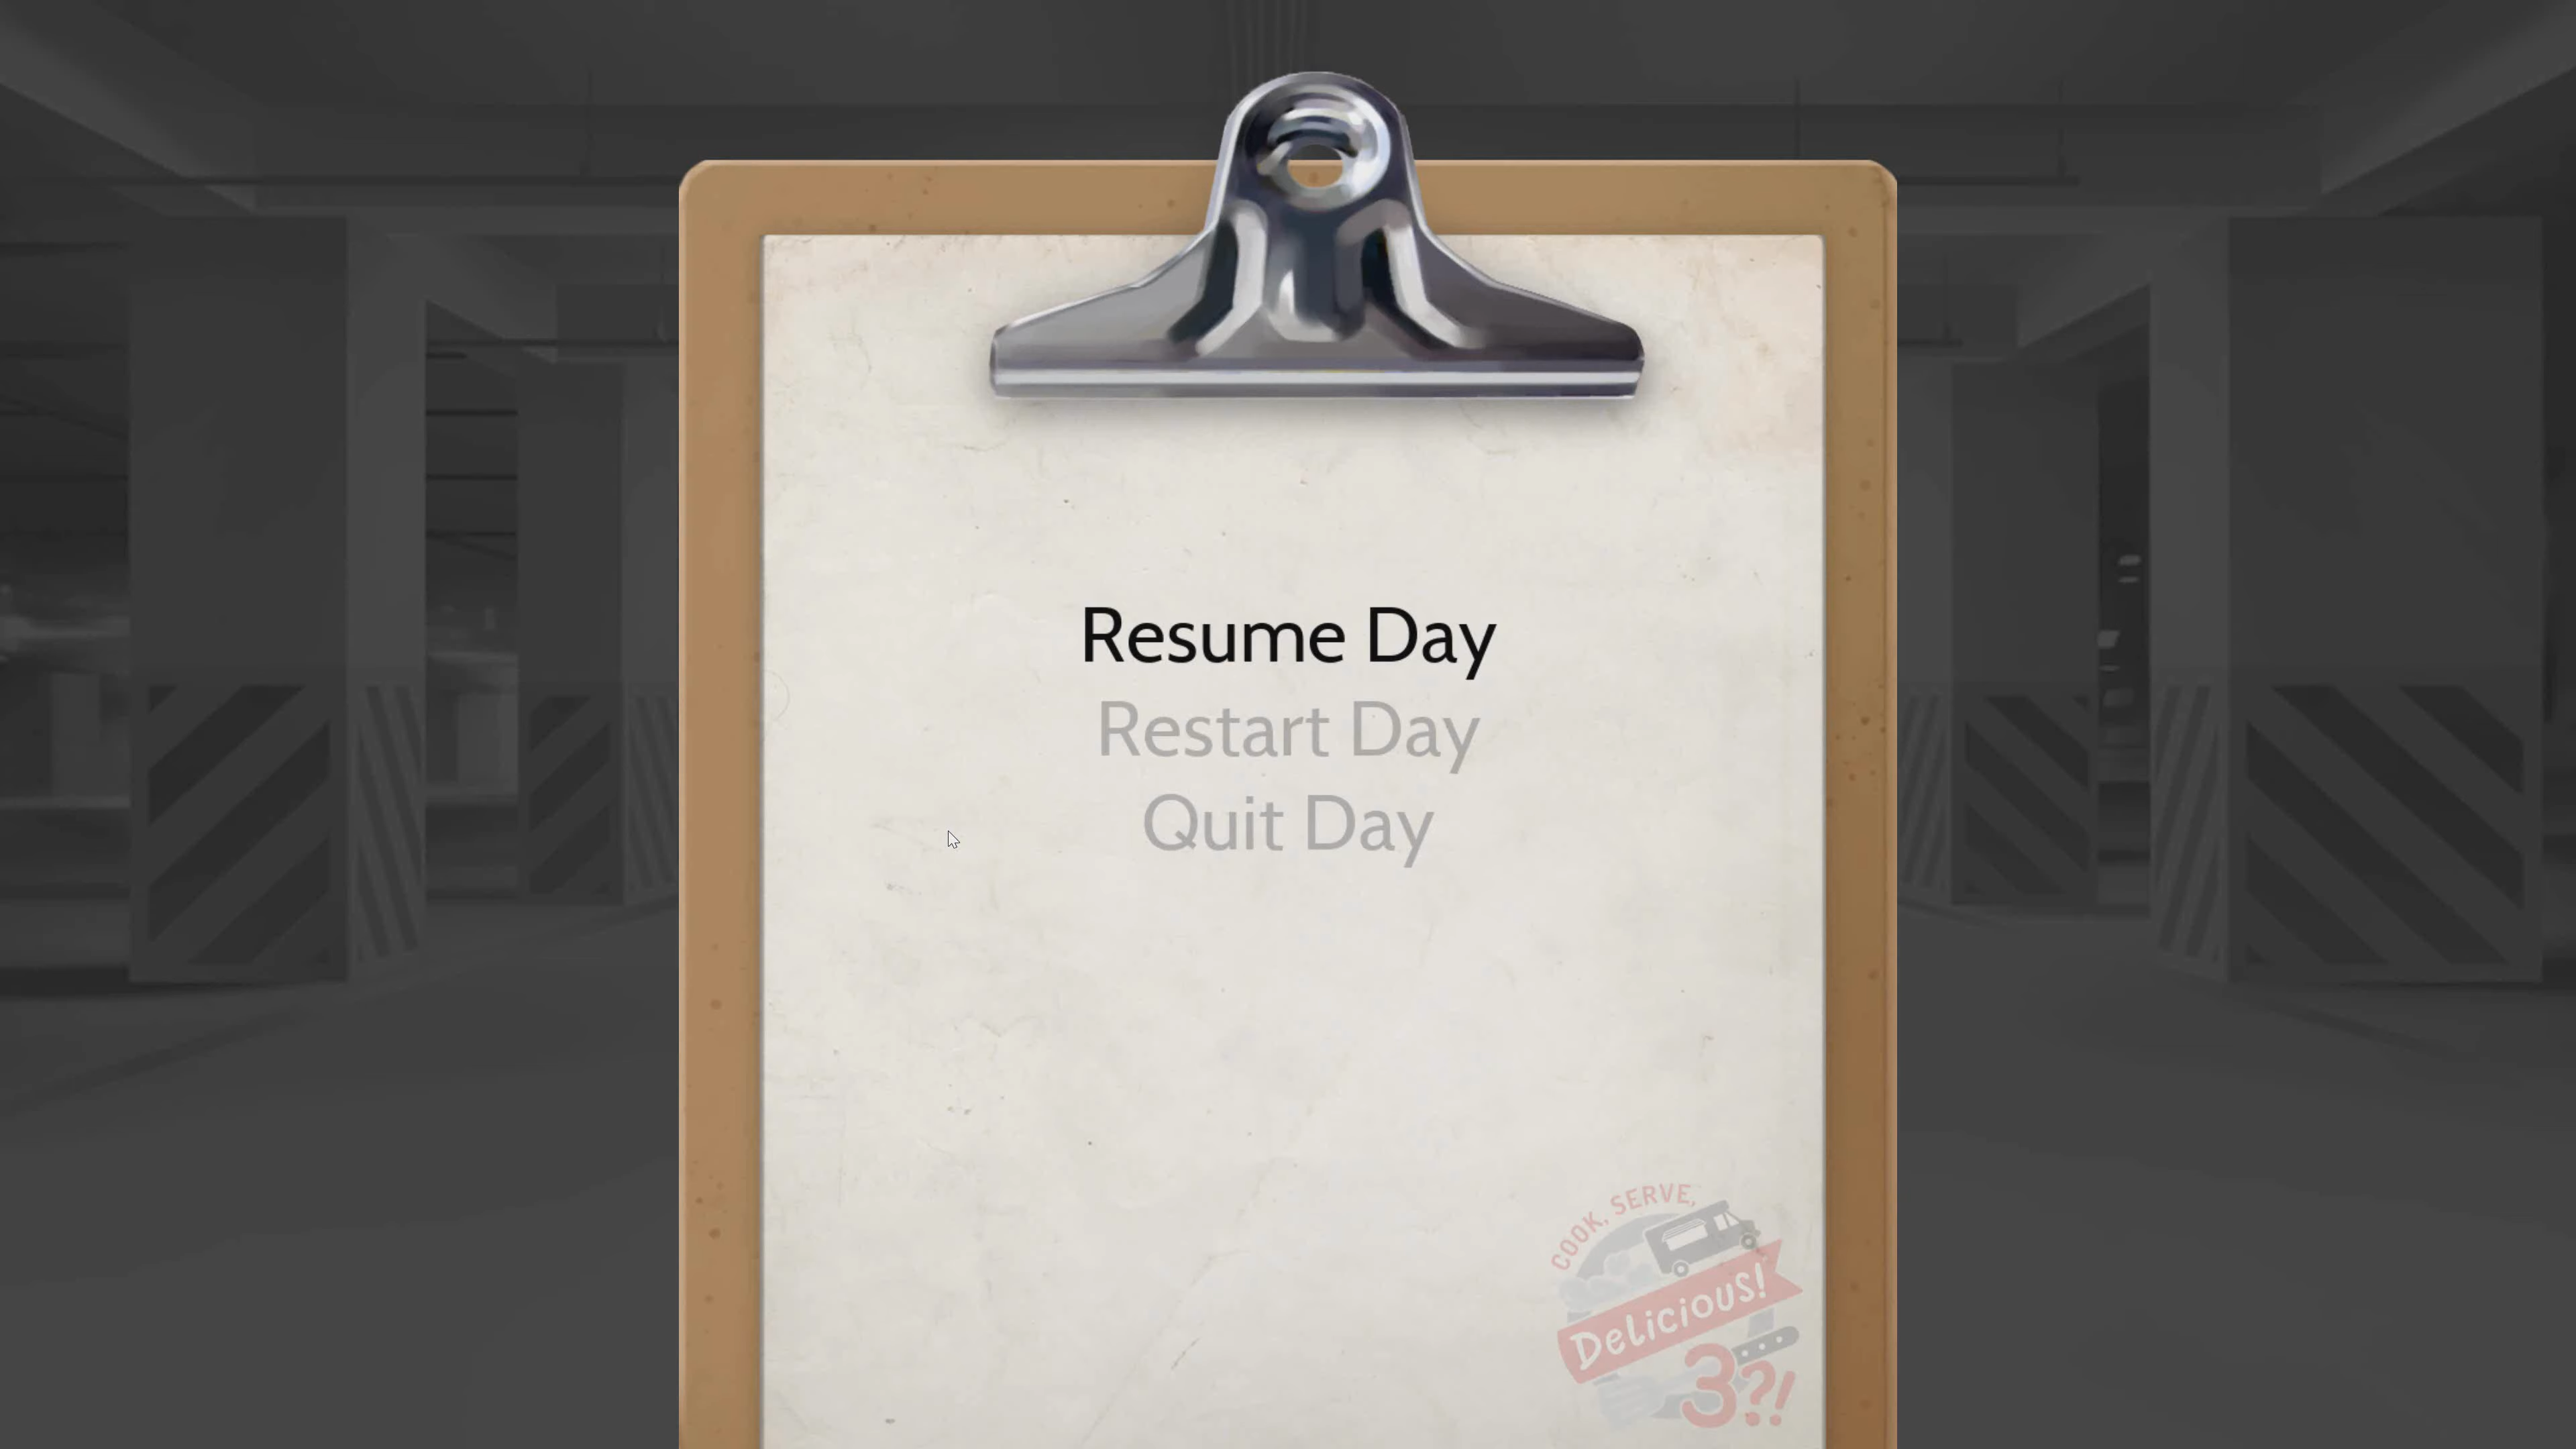 Resume Day
Restart Day
Quit Day
COOK, SERVE,
Delicious!
3?!